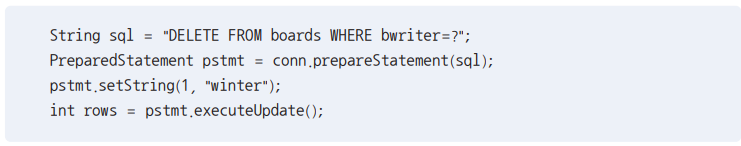 String sql = "DELETE FROM boards WHERE bwriter=?";
PreparedStatement pstmt = conn.prepareStatement(sql);
pstmt.setString(1, "winter");
int rows = pstmt.executeUpdate();